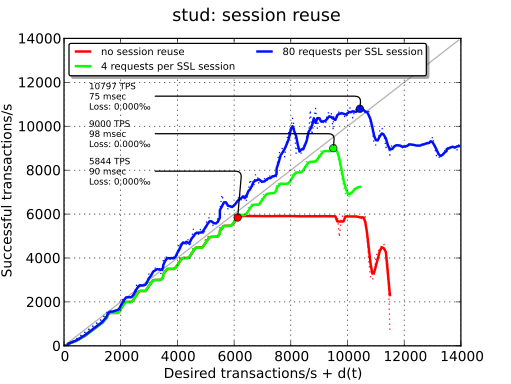 stud: session reuse
Successful transactions/s
14000
12000
10000
8000
6000
4000
2000
0
no session reuse
4 requests per SSL session
80 requests per SSL session
10797 TPS
75 msec
Loss: 0,000‰
9000 TPS
98 msec
Loss: 0,000‰
5844 TPS
90 msec
Loss: 0,000‰
0 2000 4000 6000 8000 10000 12000 14000
Desired transactions/s + d(t)